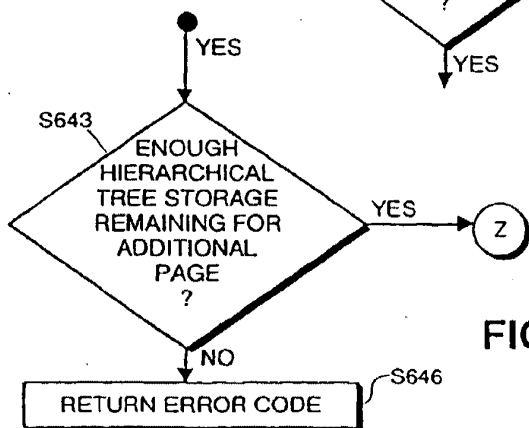 ?
YES
YES
S643
ENOUGH
HIERARCHICAL
TREE STORAGE
REMAINING FOR
ADDITIONAL
PAGE
?
YES
Z
NO
FIG
S646
RETURN ERROR CODE